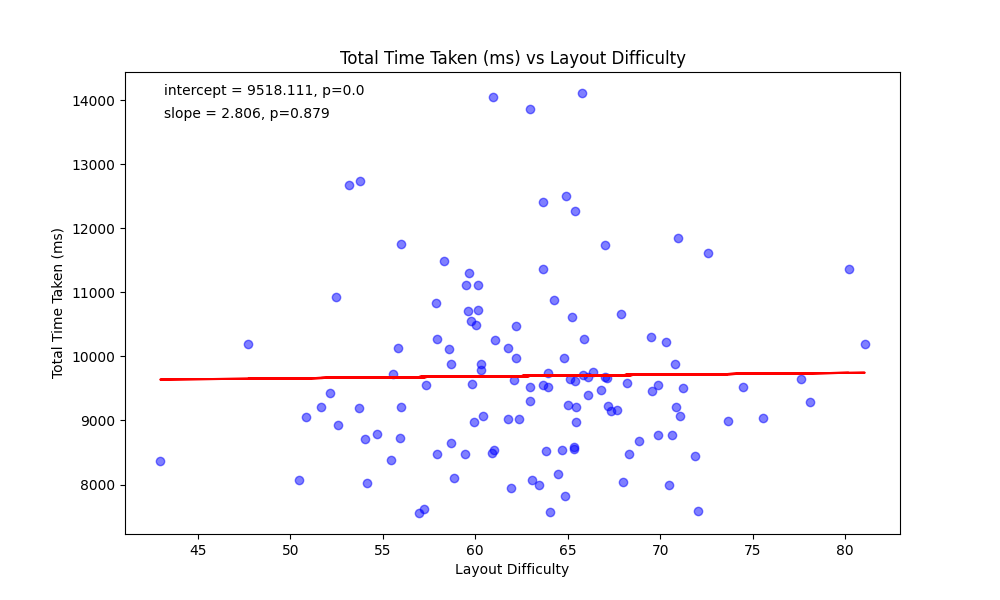 Total Time Taken (ms) vs Layout Difficulty
intercept = 9518.111, p=0.0
slope = 2.806, p=0.879
14000
13000
12000
11000
10000
9000
8000
Total Time Taken (ms)
45 50 55 60 65 70 75 80
Layout Difficulty